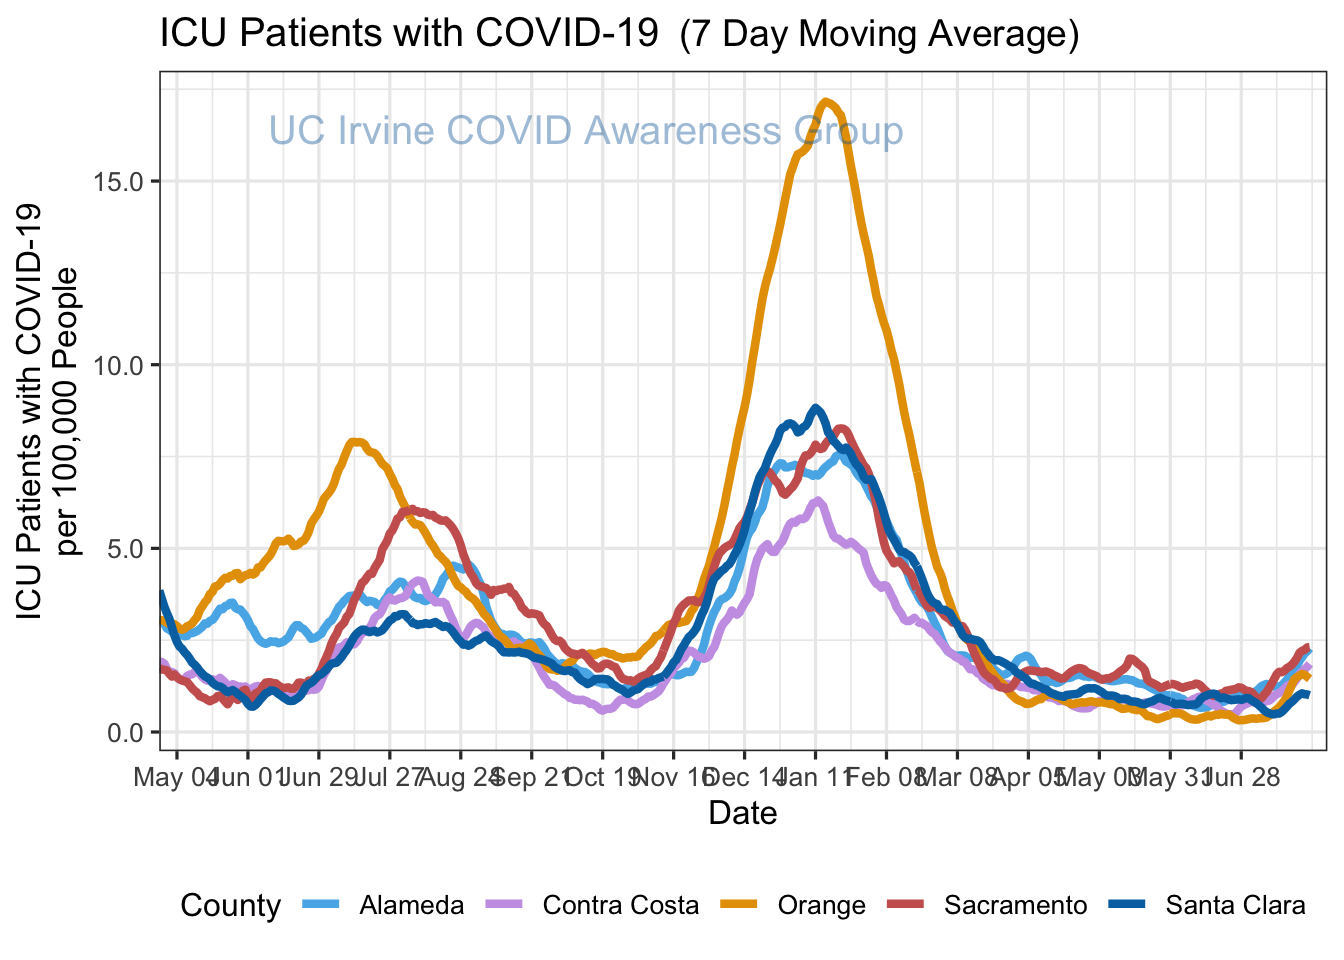 ICU Patients with COVID-19 (7 Day Moving Average)
UC Irvine COVID Awareness Group
ICU Patients with COVID-19
per 100,000 People
15.0
10.0
5.0
0.0
May 04 Jun 01 Jun 29 Jul 27 Aug 24 Sep 21 Oct 19 Nov 16 Dec 14 Jan 11 Feb 08 Mar 08 Apr 05 May 03 May 31 Jun 28
Date
County Alameda Contra Costa Orange Sacramento Santa Clara